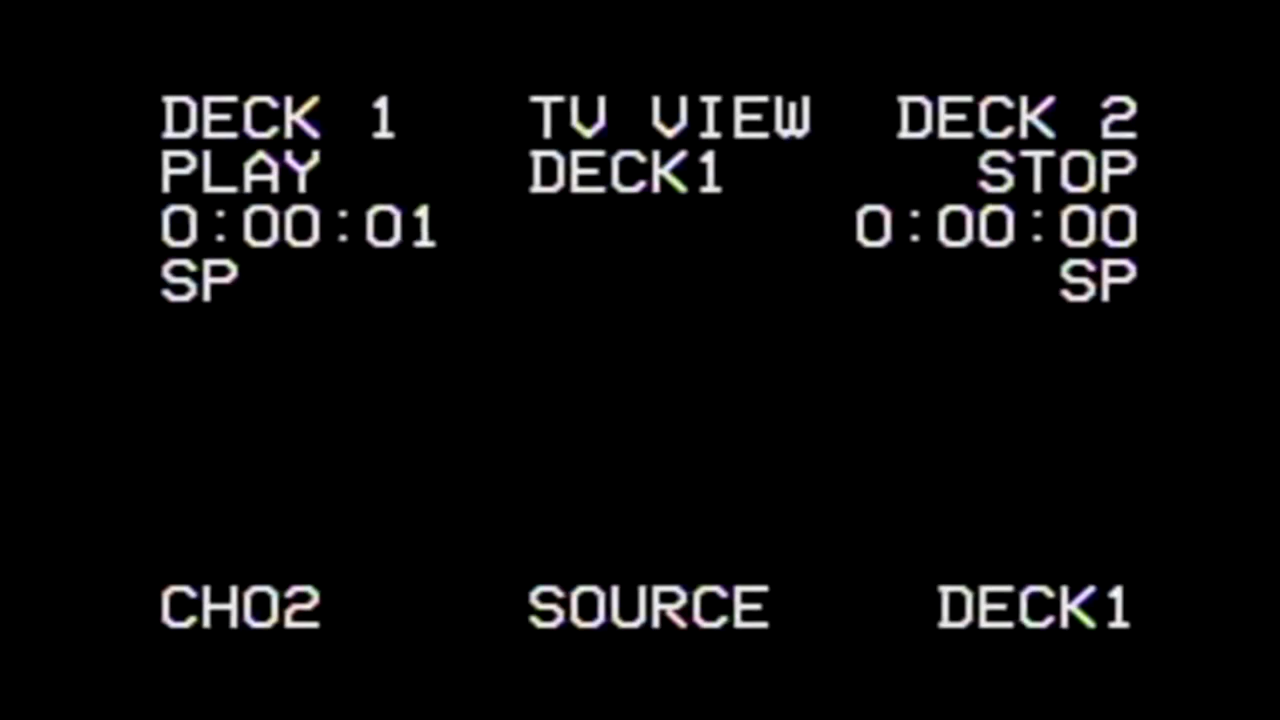 DECK 1 TV VIEW DECK 2
PLAY DECK1 STOP
0:00:01 0:00:00
SP SP
CH02 SOURCE DECK1